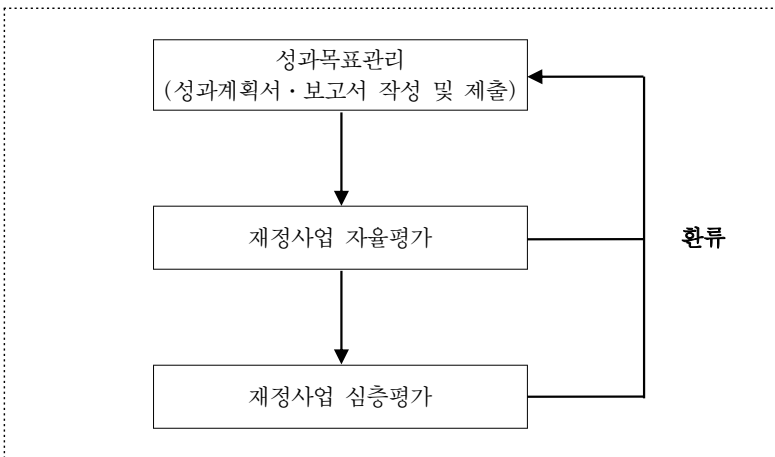 성과목표관리
(성과계획서·보고서 작성 및 제출)
재정사업 자율평가
환류
재정사업 심층평가